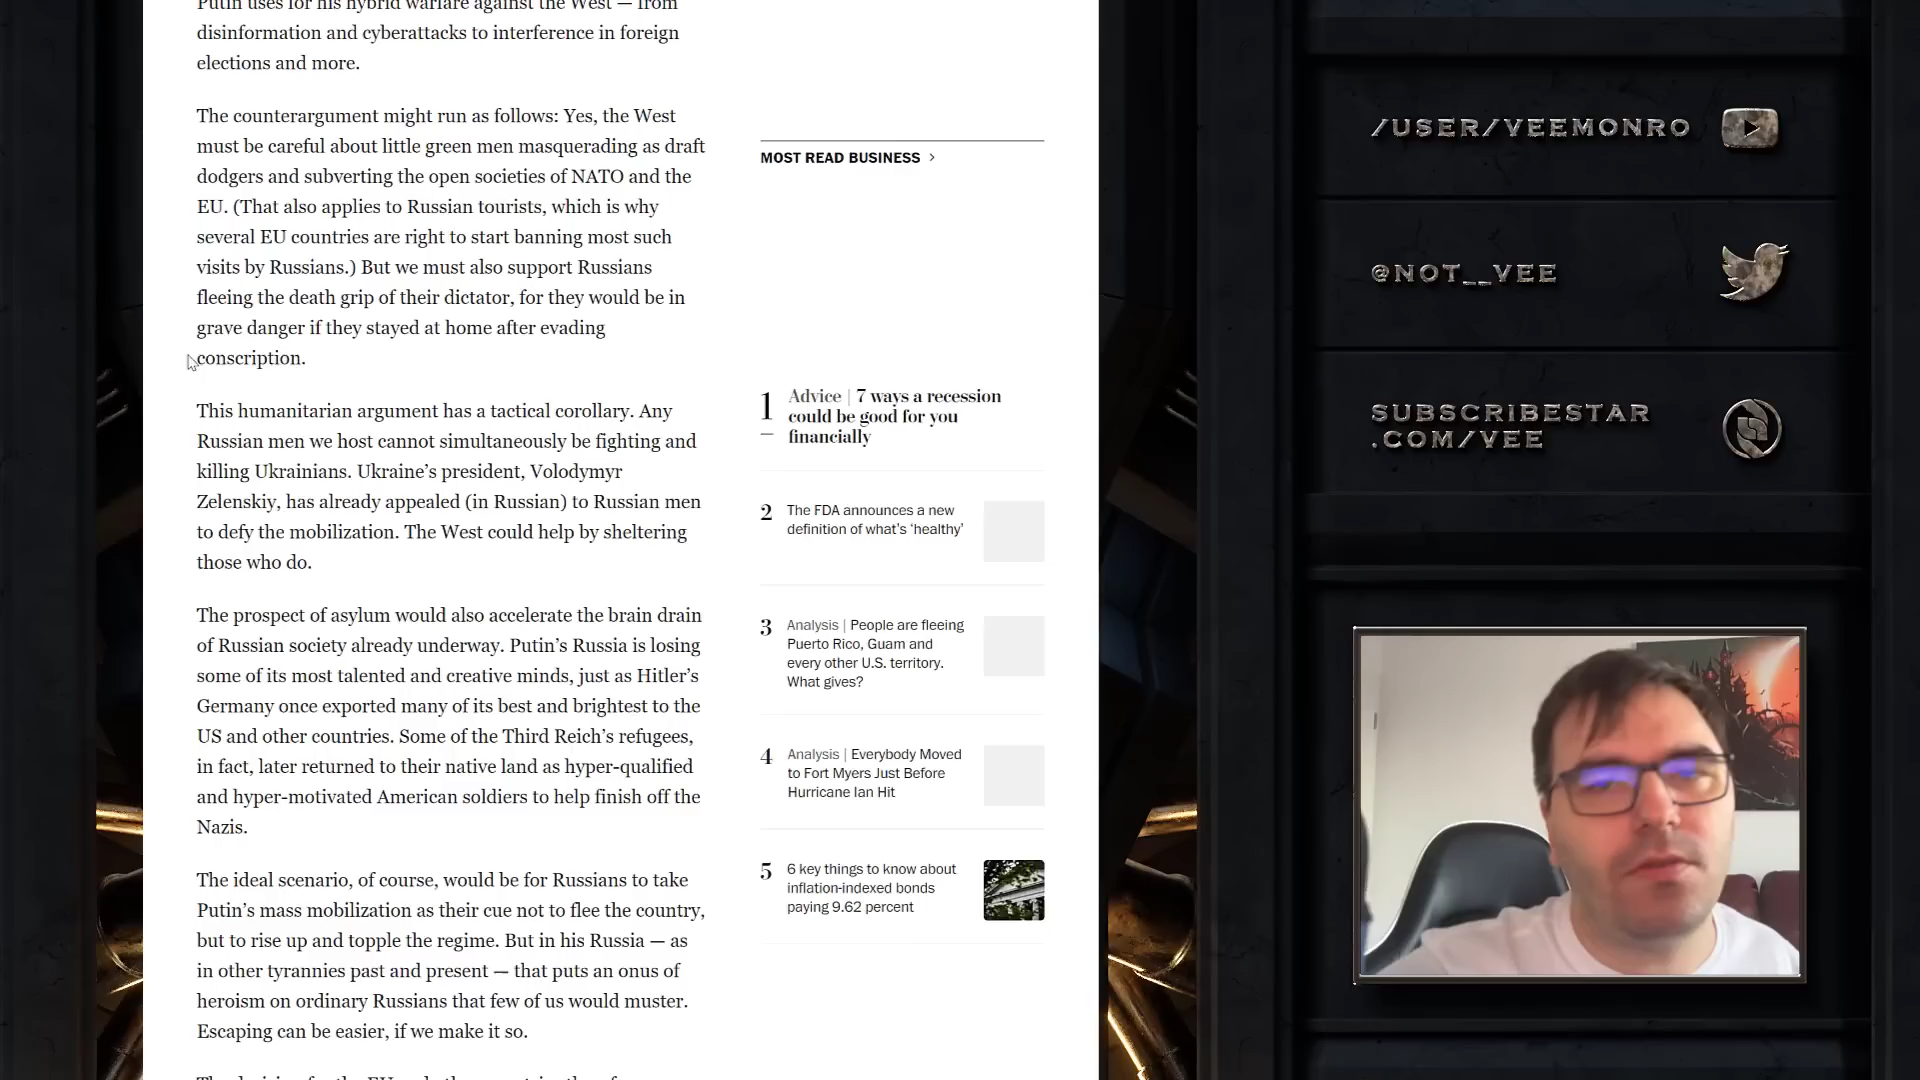 Putin uses for his hybrid warfare against the West — from
disinformation and cyberattacks to interference in foreign
elections and more.
The counterargument might run as follows: Yes, the West
must be careful about little green men masquerading as draft
dodgers and subverting the open societies of NATO and the
EU. (That also applies to Russian tourists, which is why
several EU countries are right to start banning most such
visits by Russians.) But we must also support Russians
fleeing the death grip of their dictator, for they would be in
grave danger if they stayed at home after evading
conscription.
This humanitarian argument has a tactical corollary. Any
Russian men we host cannot simultaneously be fighting and
killing Ukrainians. Ukraine’s president, Volodymyr
Zelenskiy, has already appealed (in Russian) to Russian men
to defy the mobilization. The West could help by sheltering
those who do.
The prospect of asylum would also accelerate the brain drain
of Russian society already underway. Putin’s Russia is losing
some of its most talented and creative minds, just as Hitler’s
Germany once exported many of its best and brightest to the
US and other countries. Some of the Third Reich’s refugees,
in fact, later returned to their native land as hyper-qualified
and hyper-motivated American soldiers to help finish off the
Nazis.
The ideal scenario, of course, would be for Russians to take
Putin’s mass mobilization as their cue not to flee the country,
but to rise up and topple the regime. But in his Russia — as
in other tyrannies past and present — that puts an onus of
heroism on ordinary Russians that few of us would muster.
Escaping can be easier, if we make it so.
MOST READ BUSINESS >
1 Advice | 7 ways a recession
could be good for you
financially
2 The FDA announces a new
definition of what’s ‘healthy’
3 Analysis | People are fleeing
Puerto Rico, Guam and
every other U.S. territory.
What gives?
4 Analysis | Everybody Moved
to Fort Myers Just Before
Hurricane Ian Hit
5 6 key things to know about
inflation-indexed bonds
paying 9.62 percent
/USER/VEEMONRO
@NOT__VEE
SUBSCRIBESTAR
.COM/VEE